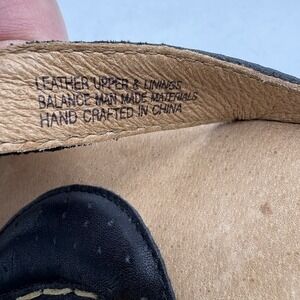 LEATHER UPPER & LININGS
BALANCE MAN MADE MATERIALS
HAND CRAFTED IN CHINA